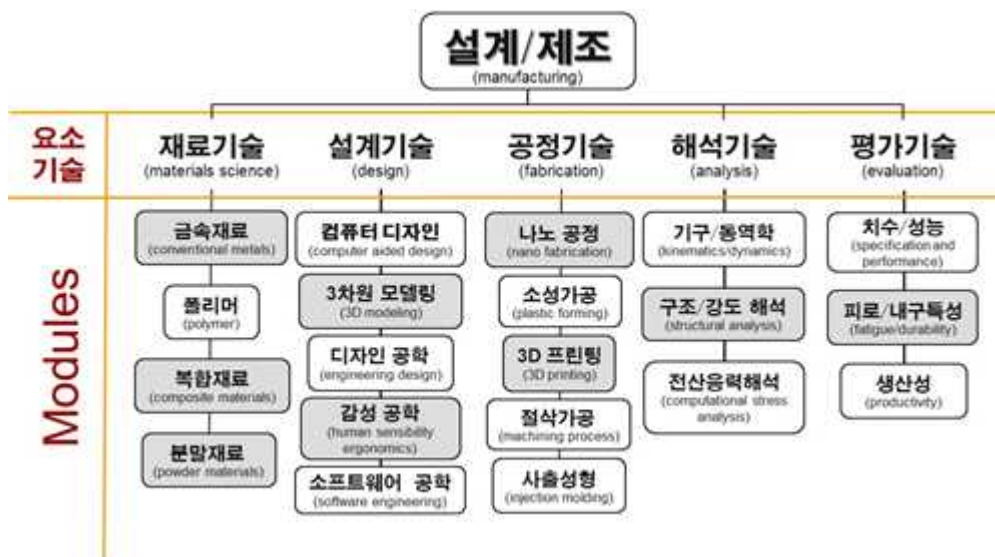 설계/제조
(manufacturing)
요소
기술
재료기술
(materials science)
설계기술
(design)
공정기술
(fabrication)
해석기술
(analysis)
평가기술
(evaluation)
Modules
금속재료
(conventional metals)
폴리머
(polymer)
복합재료
(composite materials)
분말재료
(powder materials)
컴퓨터 디자인
(computer aided design)
3차원 모델링
(3D modeling)
디자인 공학
(engineering design)
감성 공학
(human sensibility
ergonomics)
소프트웨어 공학
(software engineering)
나노 공정
(nano fabrication)
소성가공
(plastic forming)
3D 프린팅
(3D printing)
절삭가공
(machining process)
사출성형
(injection molding)
기구/동역학
(kinematics/dynamics)
구조/강도 해석
(structural analysis)
전산응력해석
(computational stress
analysis)
치수/성능
(specification and
performance)
피로/내구특성
(fatigue/durability)
생산성
(productivity)